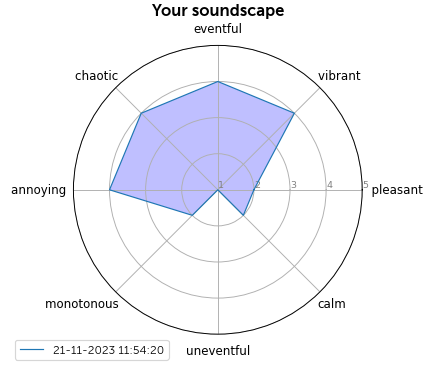 Your soundscape
eventful
chaotic
vibrant
annoying
1 2 3 4 5
pleasant
monotonous
calm
uneventful
21-11-2023 11:54:20